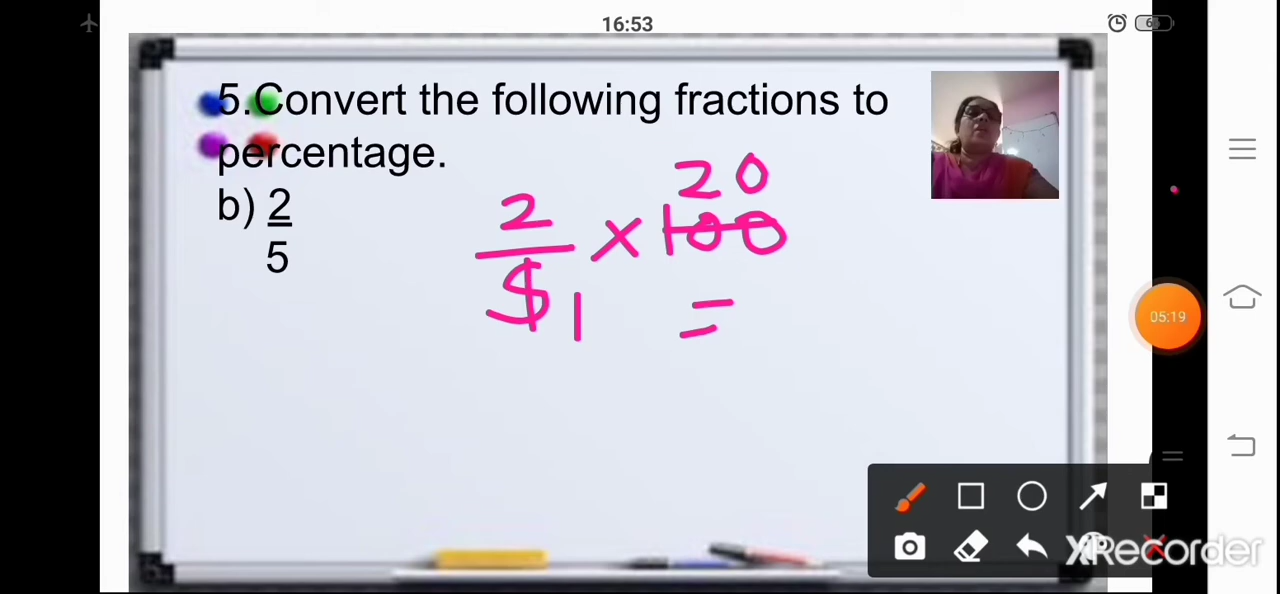 16:53
6
5.Convert the following fractions to
percentage.
b) 2
5
20
2 × 100
5 1 =
05:19
XRecorder